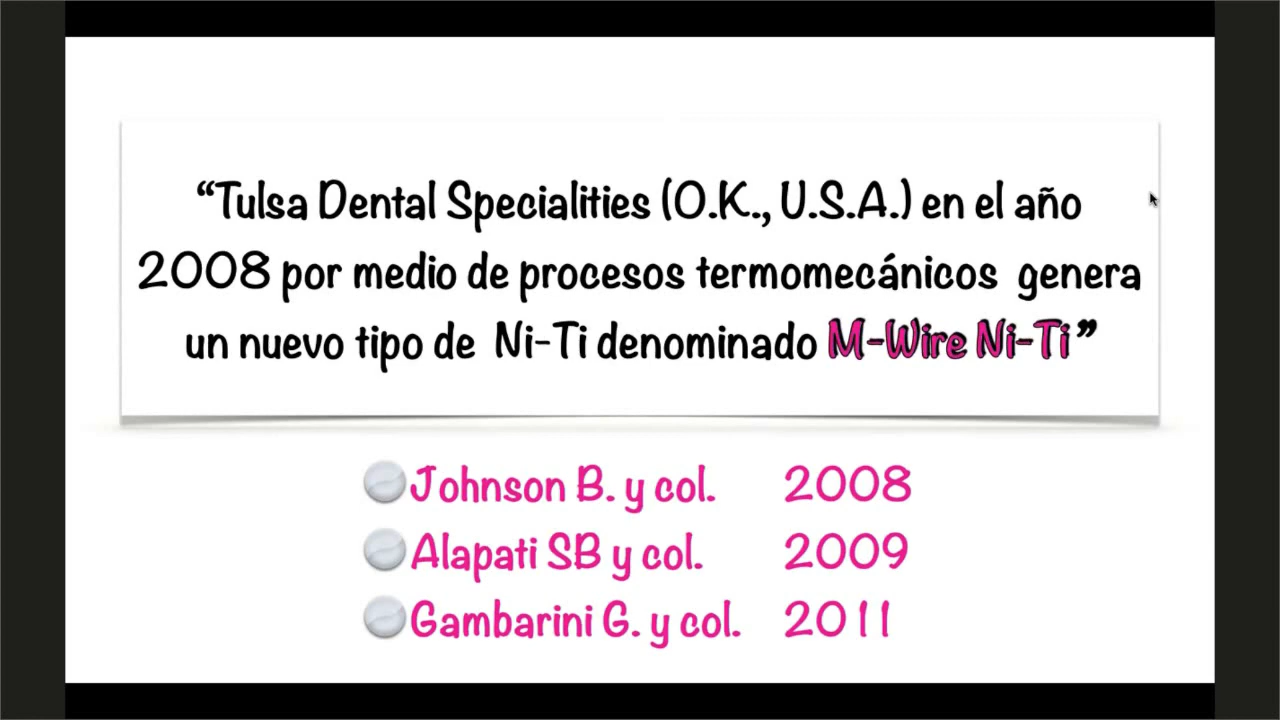 “Tulsa Dental Specialities (O.K., U.S.A.) en el año
2008 por medio de procesos termomecánicos genera
un nuevo tipo de Ni-Ti denominado M-Wire Ni-Ti”
Johnson B. y col. 2008
Alapati SB y col. 2009
Gambarini G. y col. 2011